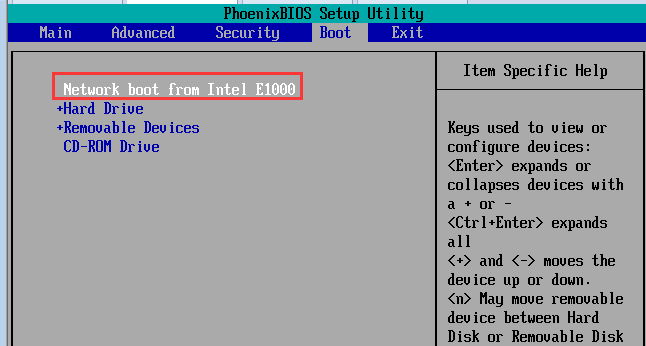 PhoenixBIOS Setup Utility
Main Advanced Security Boot Exit
Network boot from Intel E1000
+Hard Drive
+Removable Devices
CD-ROM Drive
Item Specific Help
Keys used to view or
configure devices:
<Enter> expands or
collapses devices with
a + or -
<Ctrl+Enter> expands
all
<+> and <-> moves the
device up or down.
<n> May move removable
device between Hard
Disk or Removable Disk